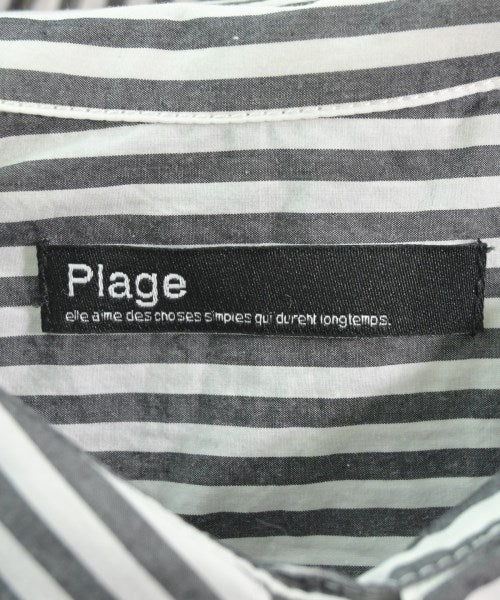 Plage
elle aime des choses simples qui durent longtemps.